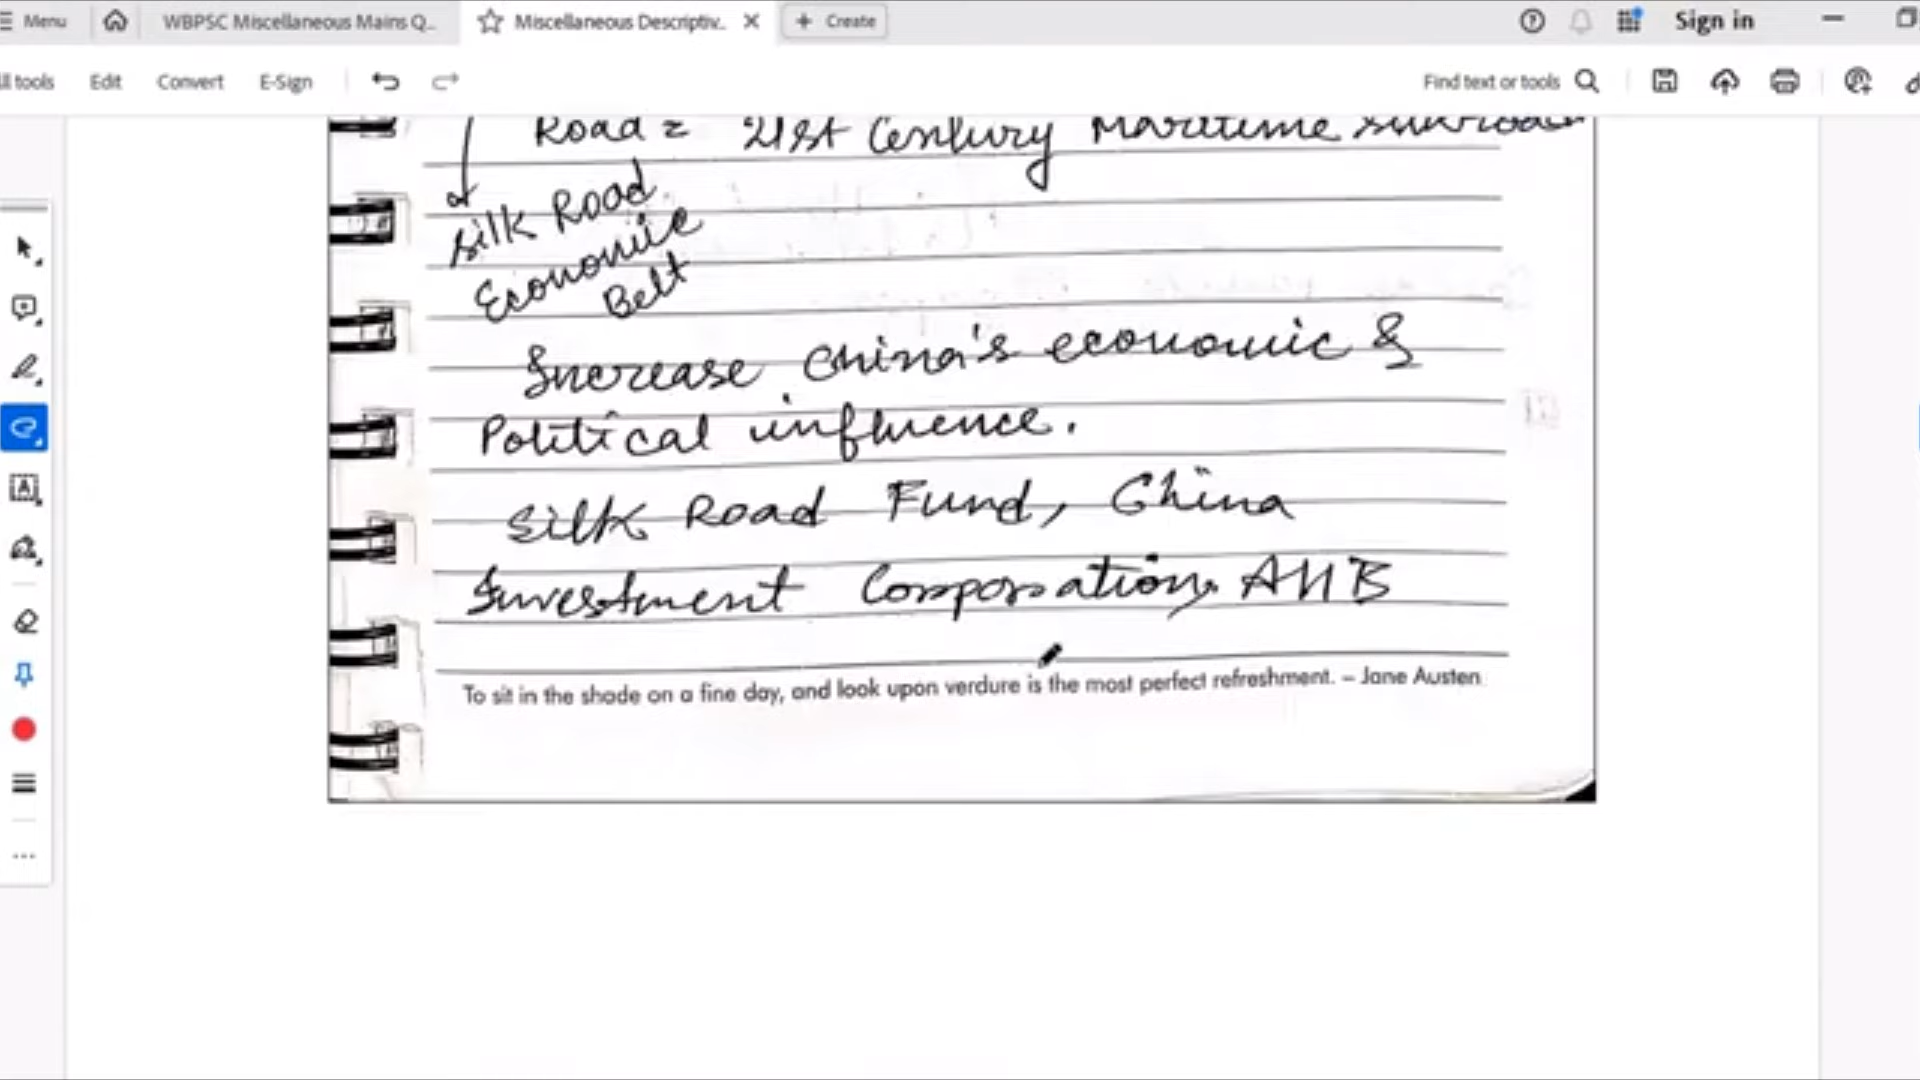 Menu
WBPSC Miscellaneous Mains Q...
Miscellaneous Descriptiv...
Create
Sign in
ll tools
Edit
Convert
E-Sign
Find text or tools
Road = 21st Century Maritime Silkroad
Silk Road
Economic
Belt
Increase China's economic &
Political influence.
Silk Road Fund, China
Investment Corporation, AIIB
To sit in the shade on a fine day, and look upon verdure is the most perfect refreshment. – Jane Austen